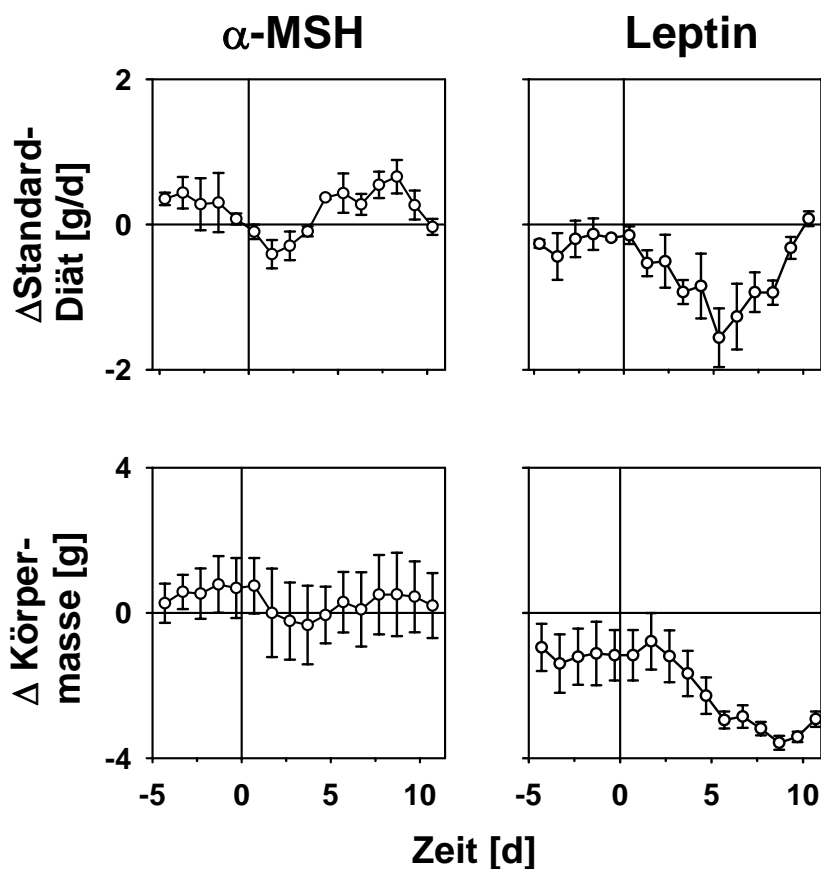 α-MSH
Leptin
ΔStandard-
Diät [g/d]
2
0
-2
Δ Körper-
masse [g]
4
0
-4
-5
0
5
10
-5
0
5
10
Zeit [d]